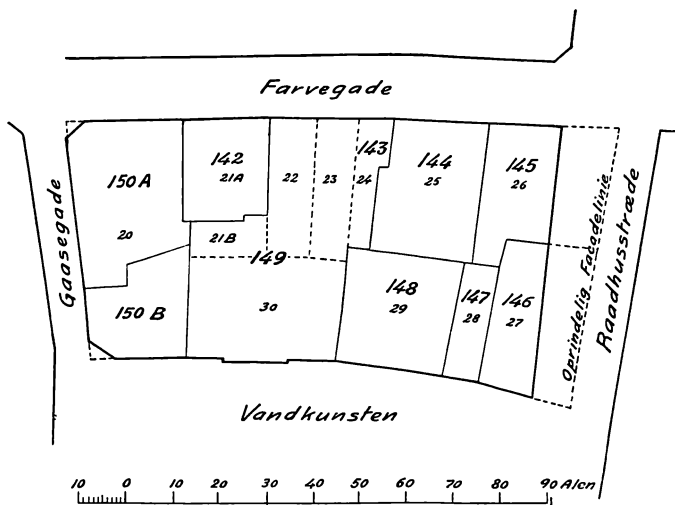 Farvegade
Gaasegade
150 A
20
142
21A
21B
22
23
143
24
144
25
145
26
149
30
150 B
148
29
147
28
146
27
Oprindelig Facadelinie
Raadhusstræde
Vandkunsten
10 0 10 20 30 40 50 60 70 80 90 Alen